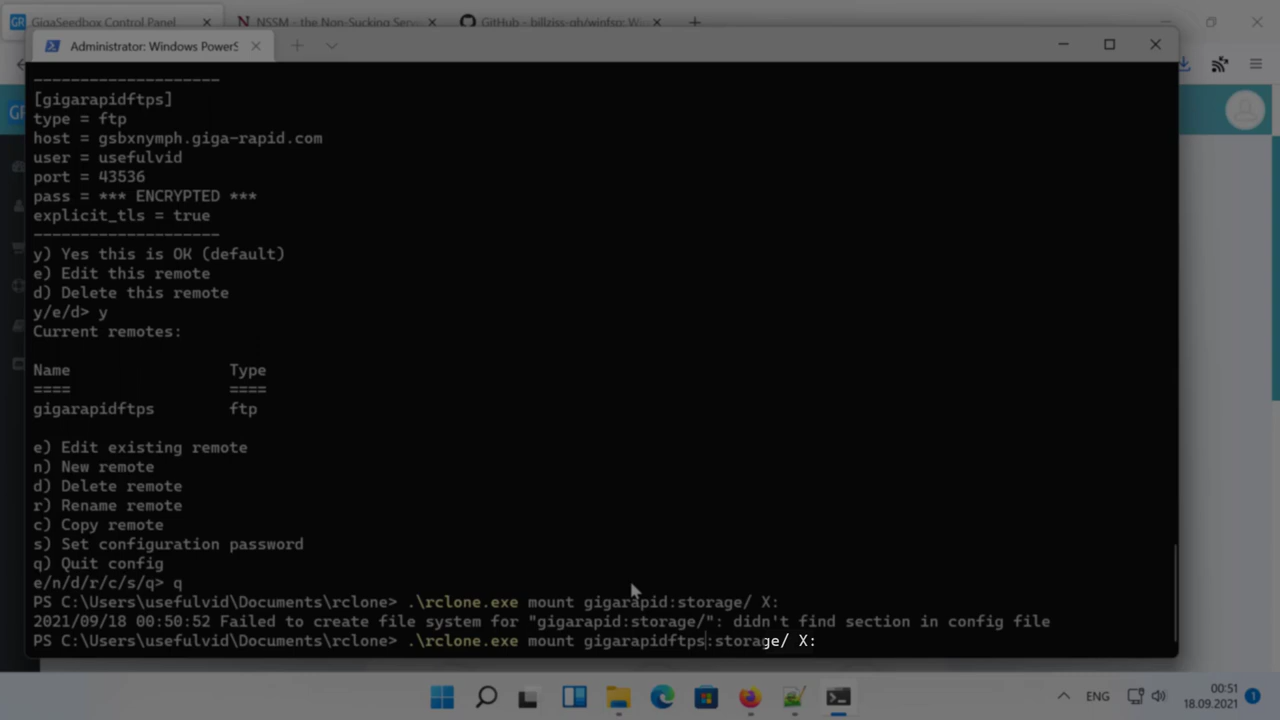 GR GigaSeedbox Control Panel
N NSSM - the Non-Sucking Serv
GitHub - billziss-gh/winfsp: W
Administrator: Windows PowerS
--------------------
[gigarapidftps]
type = ftp
host = gsbxnymph.giga-rapid.com
user = usefulvid
port = 43536
pass = *** ENCRYPTED ***
explicit_tls = true
--------------------
y) Yes this is OK (default)
e) Edit this remote
d) Delete this remote
y/e/d> y
Current remotes:
Name Type
==== ====
gigarapidftps ftp
e) Edit existing remote
n) New remote
d) Delete remote
r) Rename remote
c) Copy remote
s) Set configuration password
q) Quit config
e/n/d/r/c/s/q> q
PS C:\Users\usefulvid\Documents\rclone> .\rclone.exe mount gigarapid:storage/ X:
2021/09/18 00:50:52 Failed to create file system for "gigarapid:storage/": didn't find section in config file
PS C:\Users\usefulvid\Documents\rclone> .\rclone.exe mount gigarapidftps:storage/ X:
ENG
00:51
18.09.2021
1